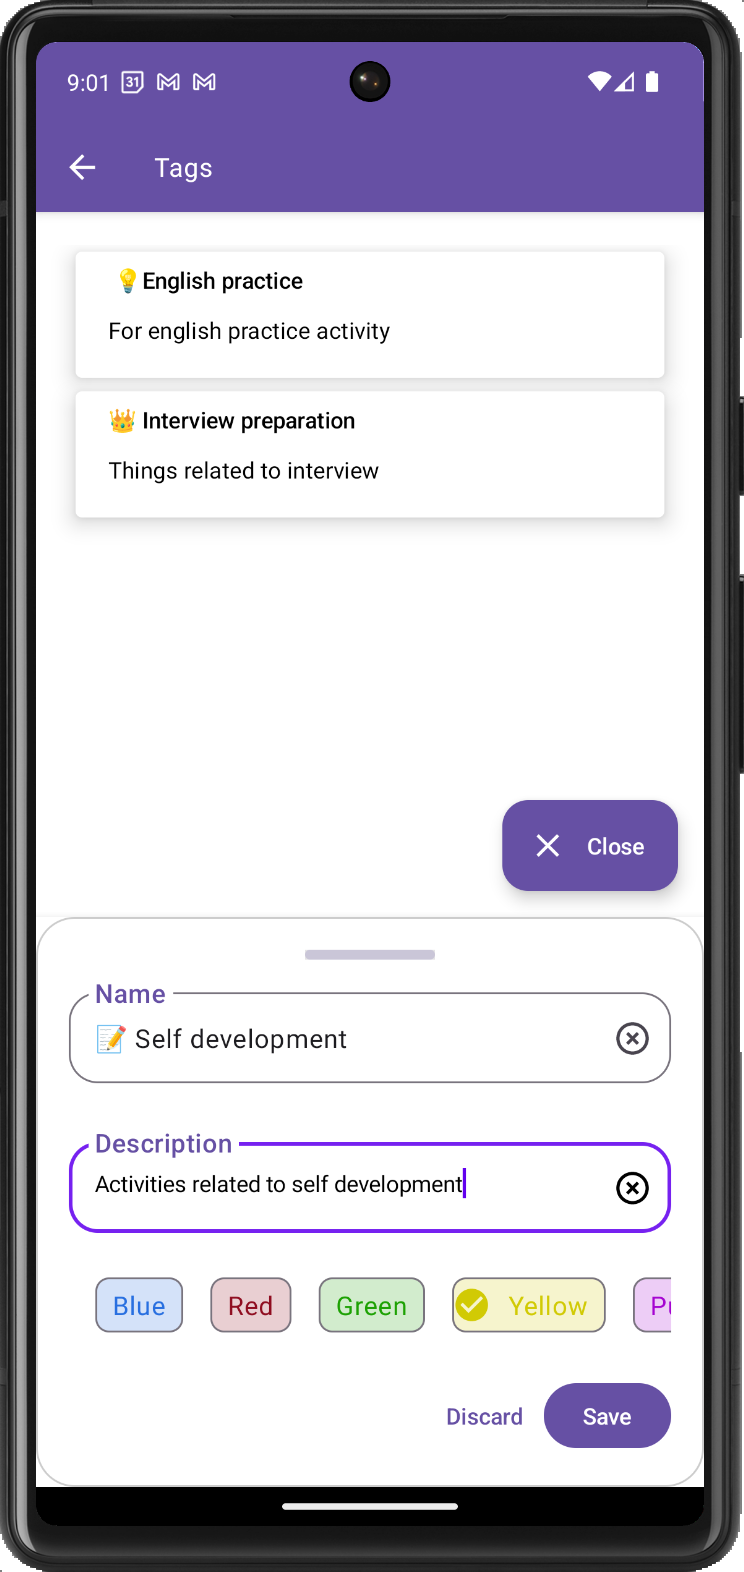 9:01 31
Tags
💡English practice
For english practice activity
👑 Interview preparation
Things related to interview
Close
Name
📝 Self development
Description
Activities related to self development
Blue Red Green Yellow Pu
Discard Save